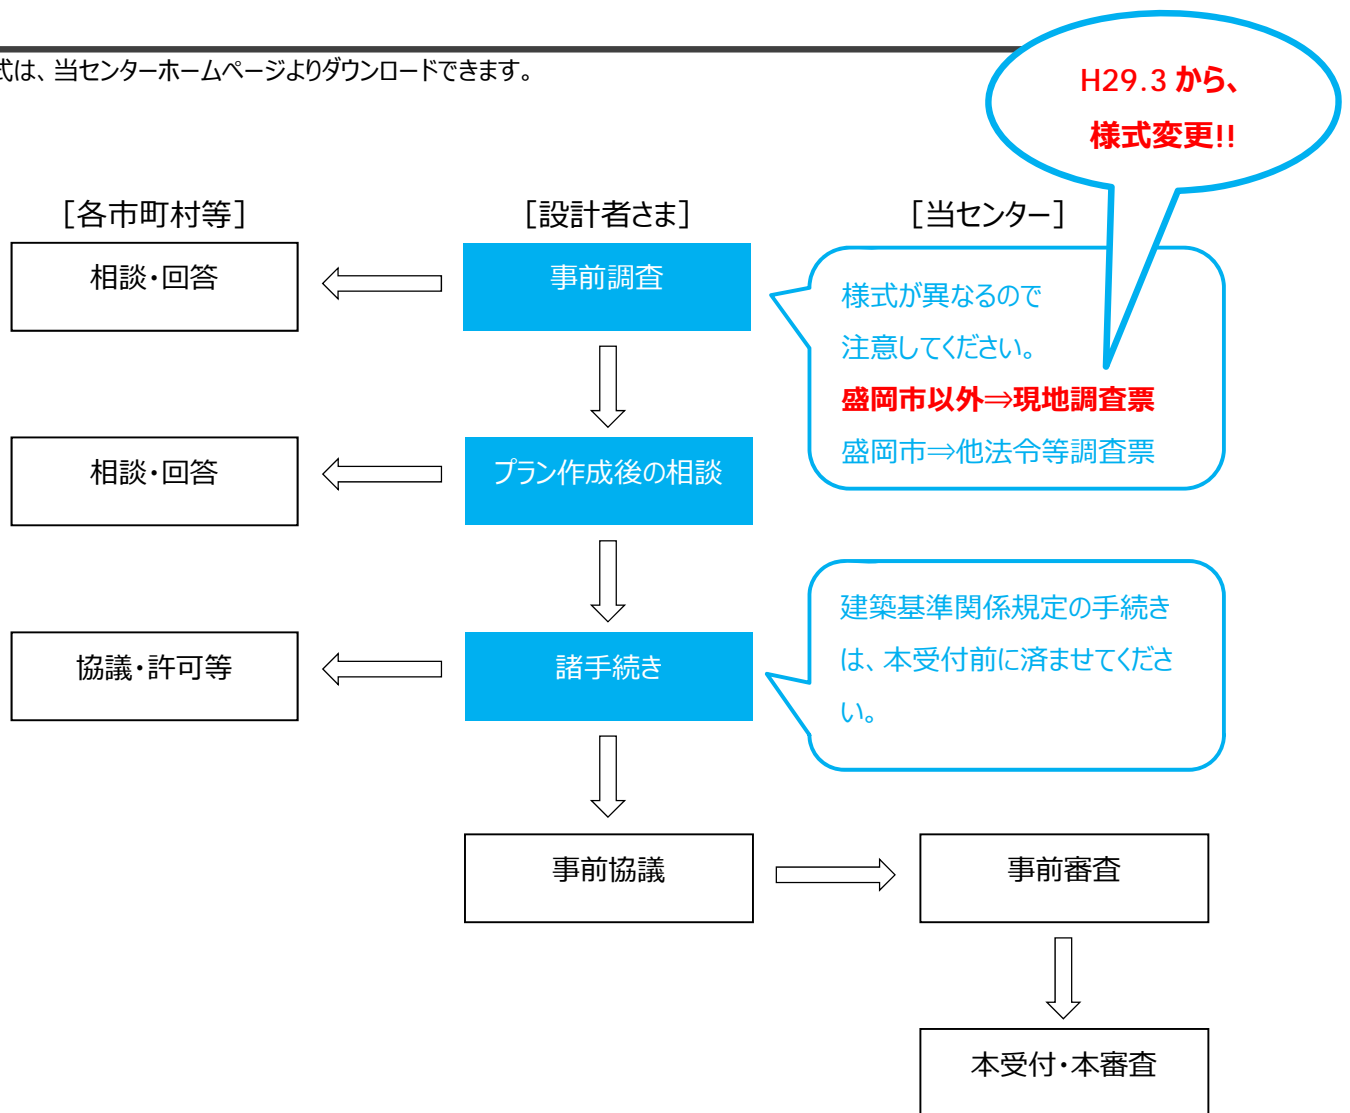 式は、当センターホームページよりダウンロードできます。
H29.3 から、
様式変更!!
［各市町村等］
［設計者さま］
［当センター］
相談・回答
事前調査
様式が異なるので
注意してください。
盛岡市以外⇒現地調査票
盛岡市⇒他法令等調査票
相談・回答
プラン作成後の相談
建築基準関係規定の手続き
は、本受付前に済ませてくださ
い。
協議・許可等
諸手続き
事前協議
事前審査
本受付・本審査